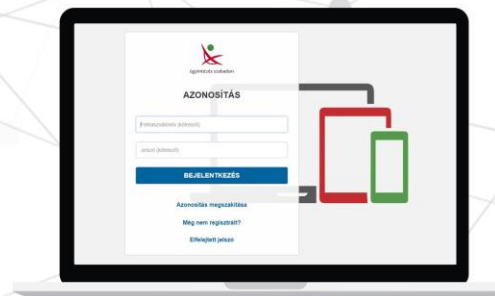 ügyintézés szabadon
AZONOSÍTÁS
Felhasználónév (kötelező)
Jelszó (kötelező)
BEJELENTKEZÉS
Azonosítás megszakítása
Még nem regisztrált?
Elfelejtett jelszó